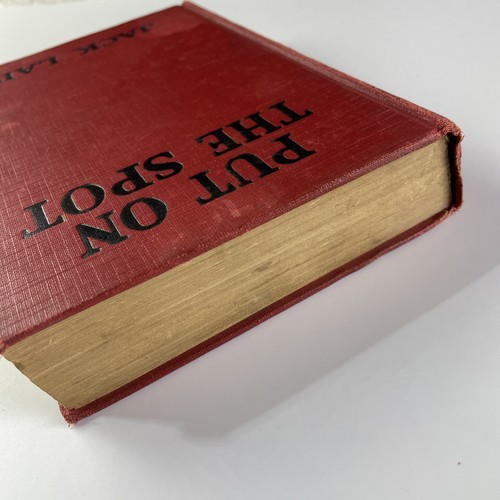 PUT ON
THE SPOT
JACK